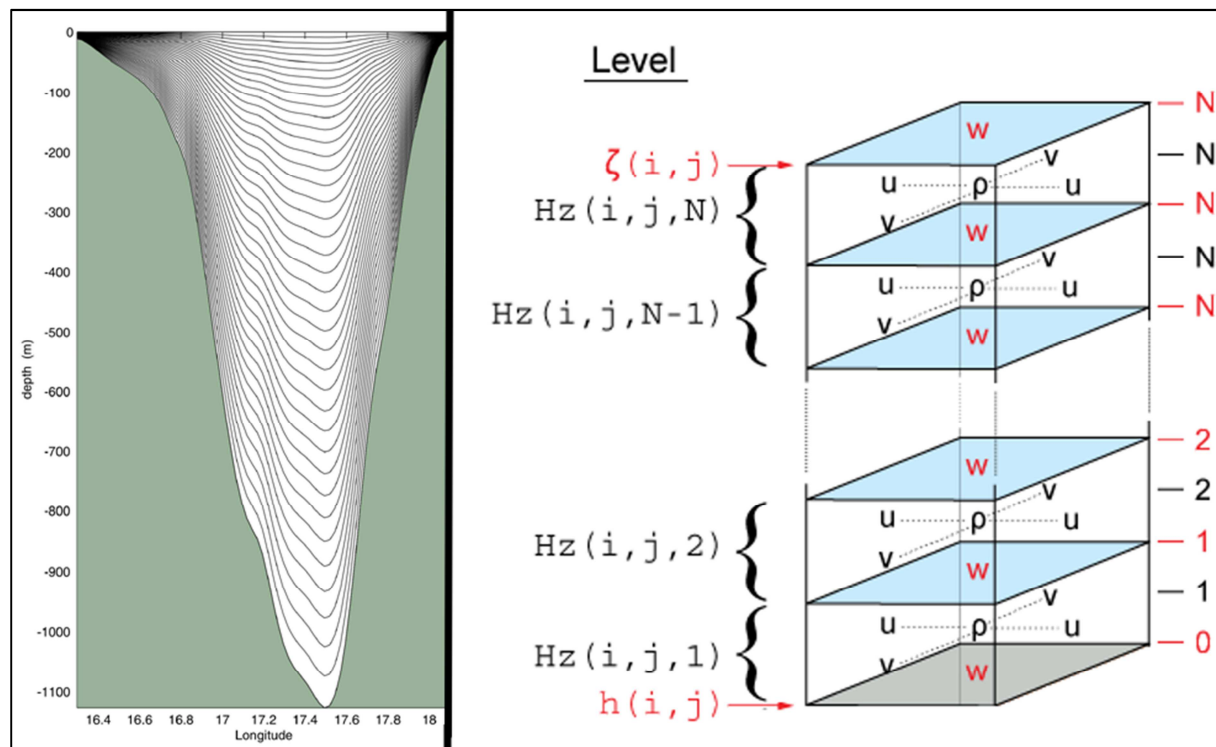 0
-100
-200
-300
-400
-500
-600
-700
-800
-900
-1000
-1100
depth (m)
16.4 16.6 16.8 17 17.2 17.4 17.6 17.8 18
Longitude
Level
w N
ζ(i,j) v N
Hz(i,j,N) u ρ u
v w N
v N
Hz(i,j,N-1) u ρ u
v w N
w 2
v 2
Hz(i,j,2) u ρ u
v w 1
v 1
Hz(i,j,1) u ρ u
v w 0
h(i,j)